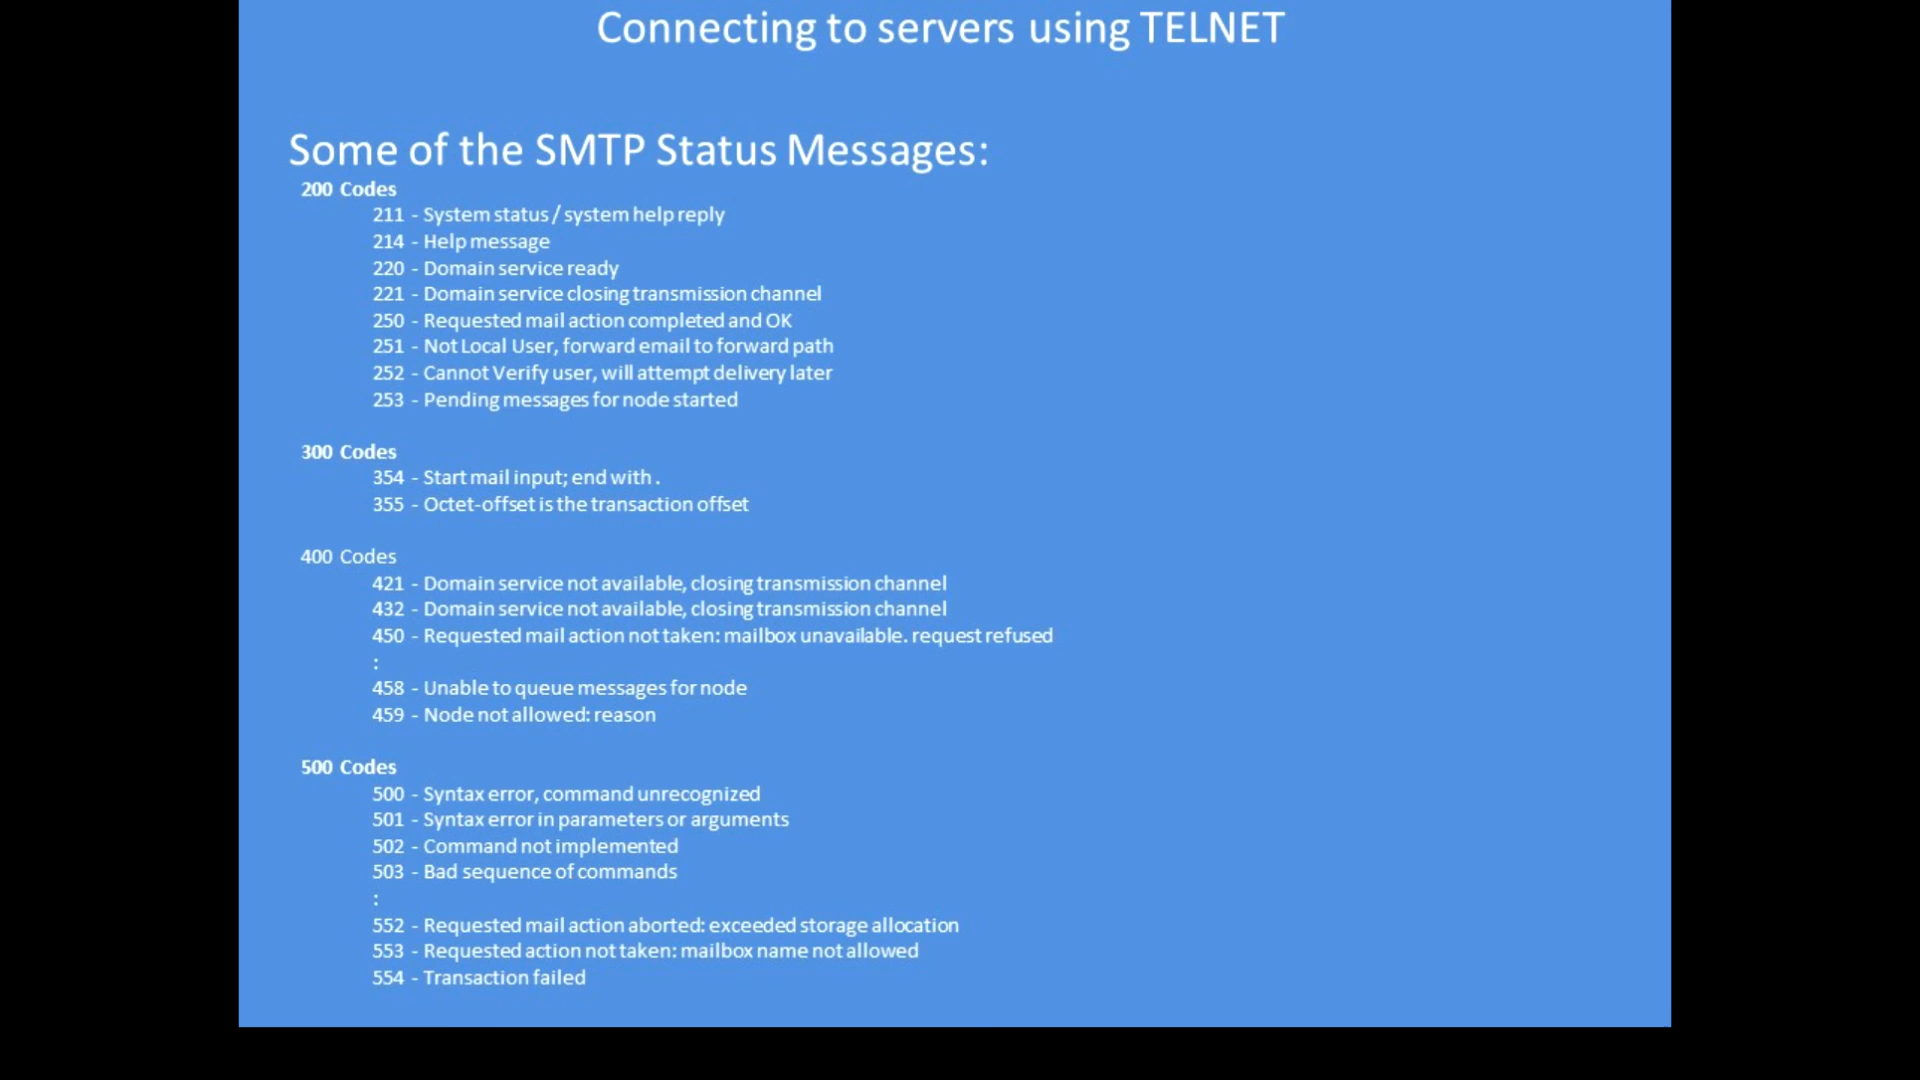 Connecting to servers using TELNET
Some of the SMTP Status Messages:
200 Codes
211 - System status / system help reply
214 - Help message
220 - Domain service ready
221 - Domain service closing transmission channel
250 - Requested mail action completed and OK
251 - Not Local User, forward email to forward path
252 - Cannot Verify user, will attempt delivery later
253 - Pending messages for node started
300 Codes
354 - Start mail input; end with .
355 - Octet-offset is the transaction offset
400 Codes
421 - Domain service not available, closing transmission channel
432 - Domain service not available, closing transmission channel
450 - Requested mail action not taken: mailbox unavailable. request refused
:
458 - Unable to queue messages for node
459 - Node not allowed: reason
500 Codes
500 - Syntax error, command unrecognized
501 - Syntax error in parameters or arguments
502 - Command not implemented
503 - Bad sequence of commands
:
552 - Requested mail action aborted: exceeded storage allocation
553 - Requested action not taken: mailbox name not allowed
554 - Transaction failed